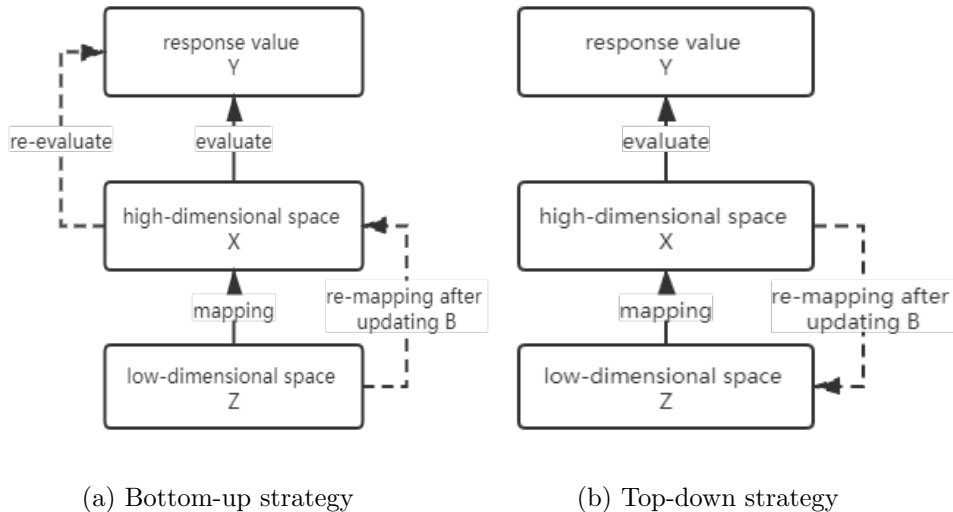 response value
Y
re-evaluate
evaluate
high-dimensional space
X
mapping
re-mapping after
updating B
low-dimensional space
Z
(a) Bottom-up strategy
response value
Y
evaluate
high-dimensional space
X
mapping
re-mapping after
updating B
low-dimensional space
Z
(b) Top-down strategy